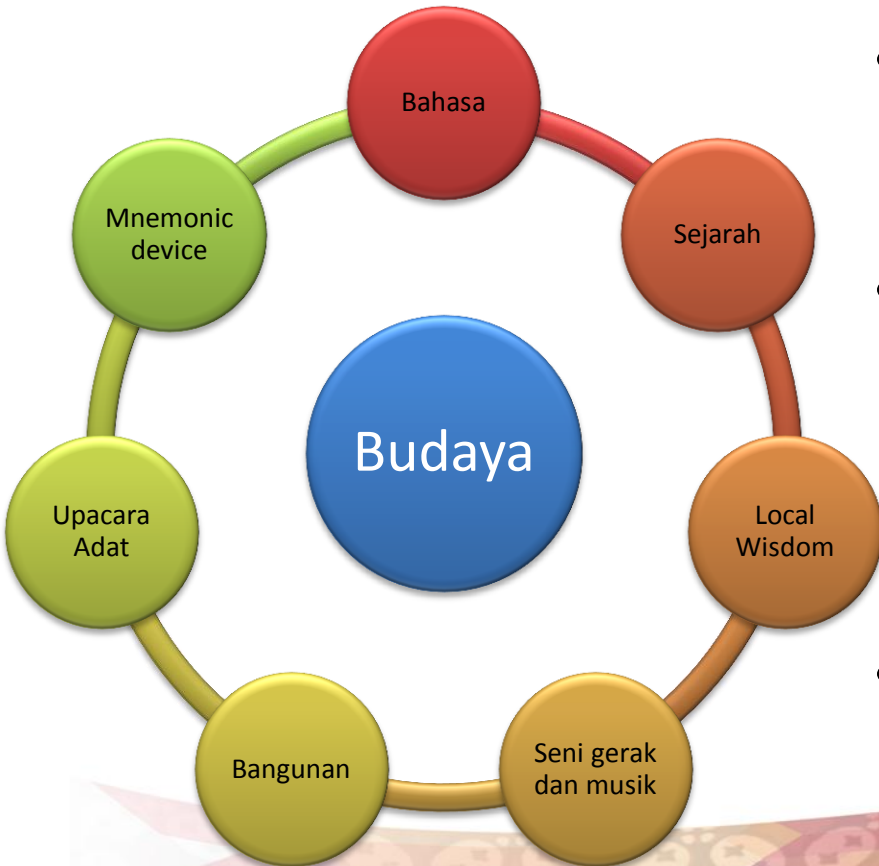 Bahasa
Sejarah
Local
Wisdom
Seni gerak
dan musik
Bangunan
Upacara
Adat
Mnemonic
device
Budaya